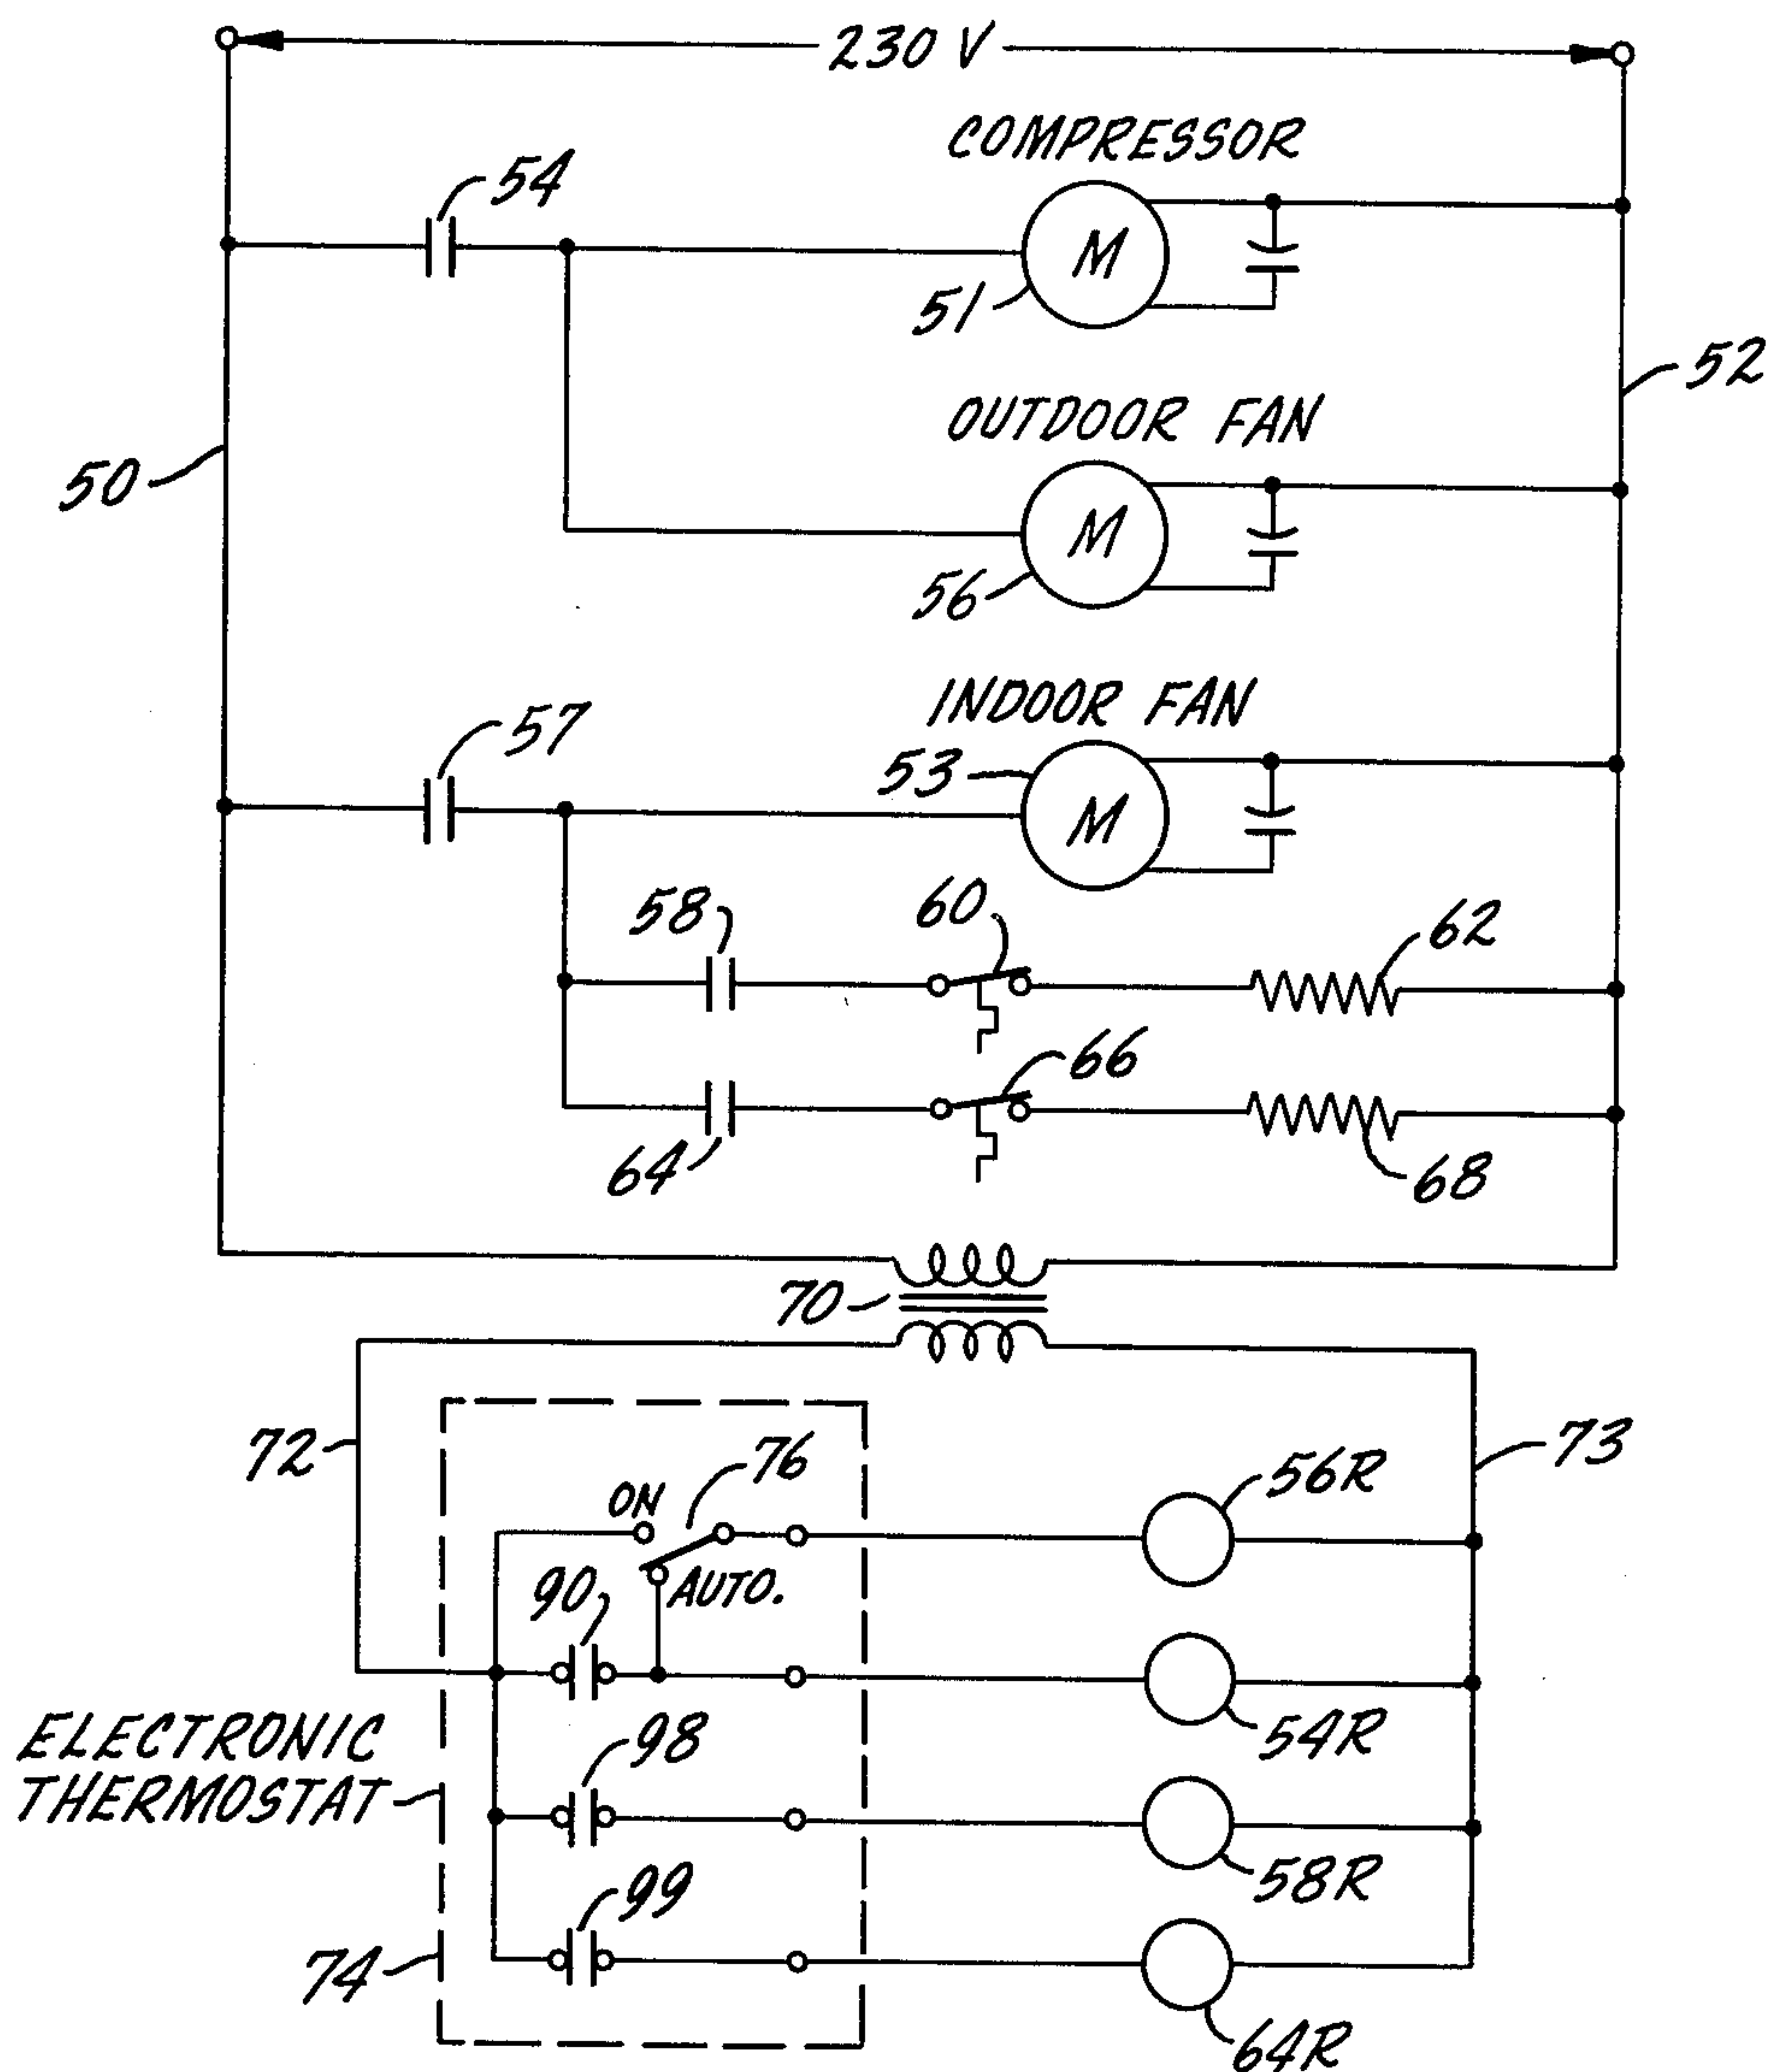 230 V
COMPRESSOR
54
M
51
52
OUTDOOR FAN
50
M
56
INDOOR FAN
57
53
M
58
60
62
66
64
68
70
72
76
73
ON
56R
90
AUTO.
ELECTRONIC
THERMOSTAT
98
54R
99
58R
74
64R